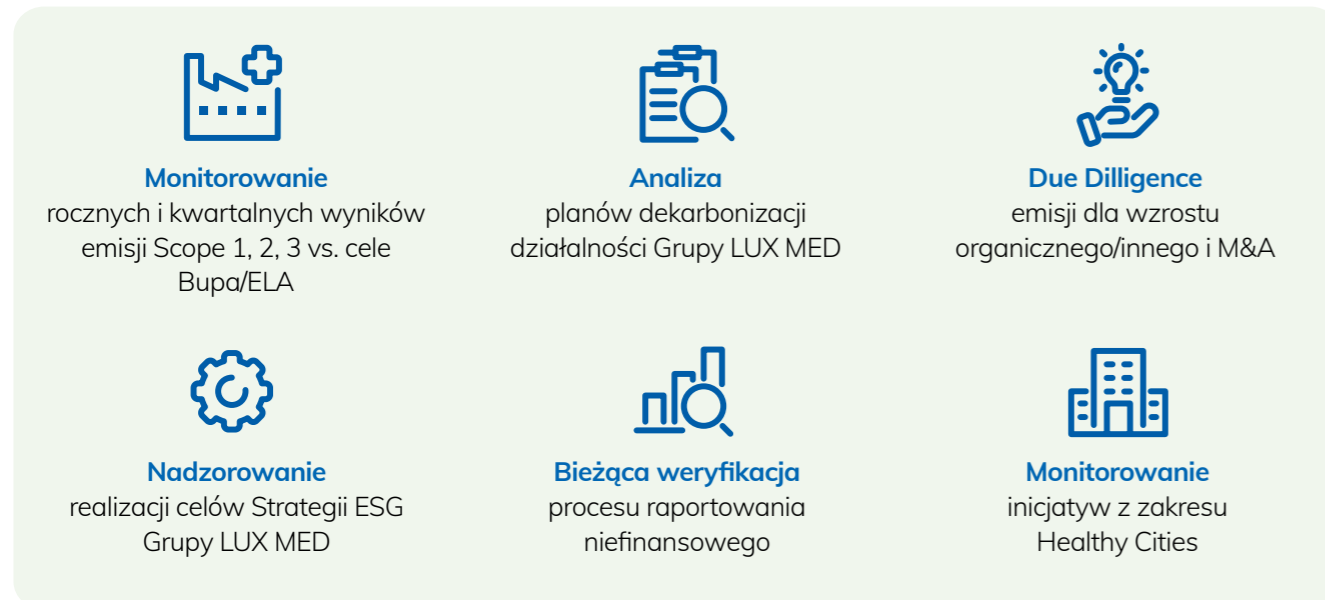 Monitorowanie
rocznych i kwartalnych wyników
emisji Scope 1, 2, 3 vs. cele
Bupa/ELA
Analiza
planów dekarbonizacji
działalności Grupy LUX MED
Due Dilligence
emisji dla wzrostu
organicznego/innego i M&A
Nadzorowanie
realizacji celów Strategii ESG
Grupy LUX MED
Bieżąca weryfikacja
procesu raportowania
niefinansowego
Monitorowanie
inicjatyw z zakresu
Healthy Cities